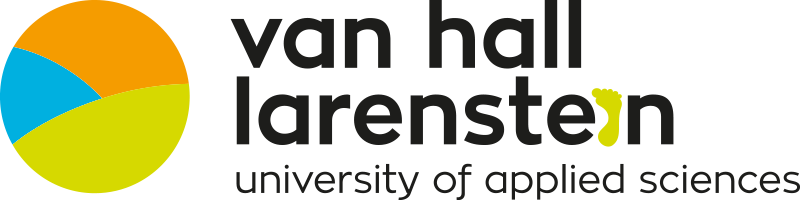 van hall
larenstein
university of applied sciences